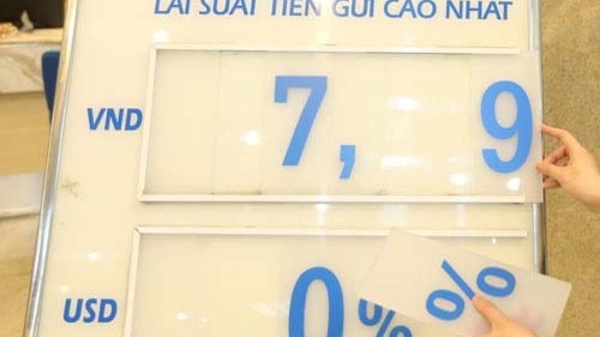 LÃI SUẤT TIỀN GỬI CAO NHẤT
VND 7, 9
USD 0 %
%